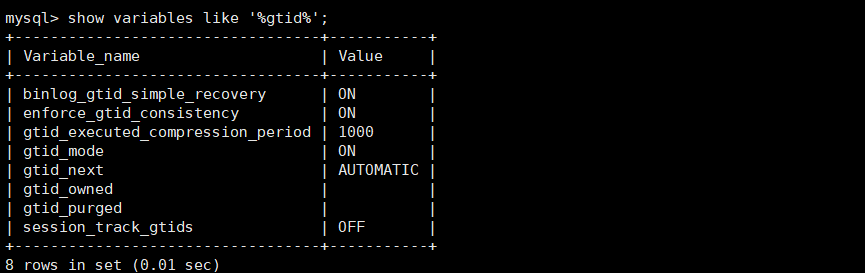 mysql> show variables like '%gtid%';
+----------------------------------+-----------+
| Variable_name                    | Value     |
+----------------------------------+-----------+
| binlog_gtid_simple_recovery      | ON        |
| enforce_gtid_consistency         | ON        |
| gtid_executed_compression_period | 1000      |
| gtid_mode                        | ON        |
| gtid_next                        | AUTOMATIC |
| gtid_owned                       |           |
| gtid_purged                      |           |
| session_track_gtids              | OFF       |
+----------------------------------+-----------+
8 rows in set (0.01 sec)